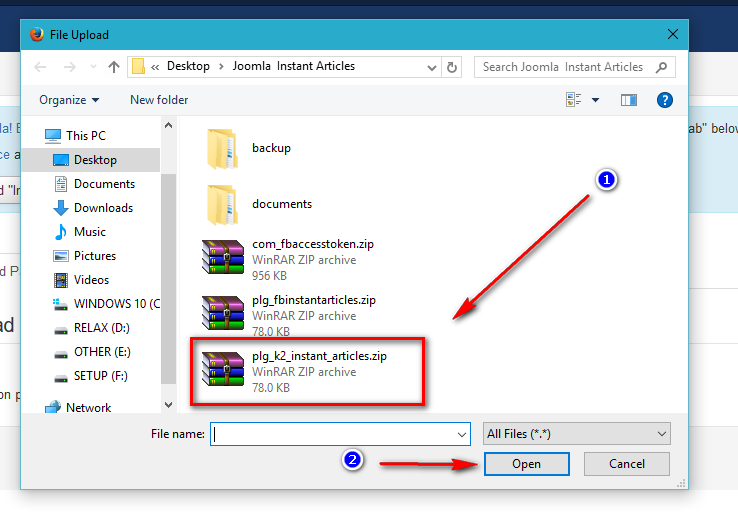 File Upload
« Desktop > Joomla Instant Articles
Search Joomla Instant Articles
Organize
New folder
?
la! E
ce a
"In
d P
ad
on p
ab" below
This PC
Desktop
Documents
Downloads
Music
Pictures
Videos
WINDOWS 10 (C
RELAX (D:)
OTHER (E:)
SETUP (F:)
Network
backup
documents
com_fbaccesstoken.zip
WinRAR ZIP archive
956 KB
plg_fbinstantarticles.zip
WinRAR ZIP archive
78.0 KB
plg_k2_instant_articles.zip
WinRAR ZIP archive
78.0 KB
1
File name:
All Files (*.*)
2
Open
Cancel